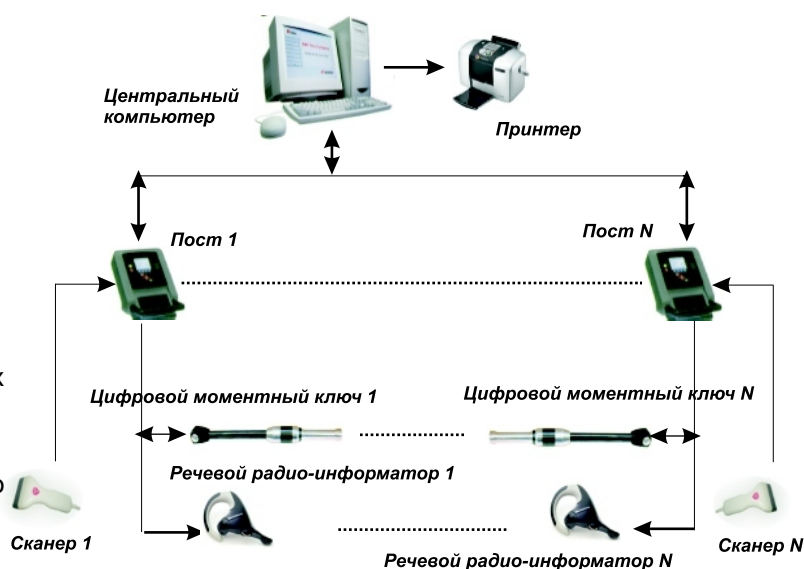 Центральный
компьютер
Принтер
Пост 1
Пост N
х
Цифровой моментный ключ 1
Цифровой моментный ключ N
Речевой радио-информатор 1
о
Сканер 1
Сканер N
Речевой радио-информатор N